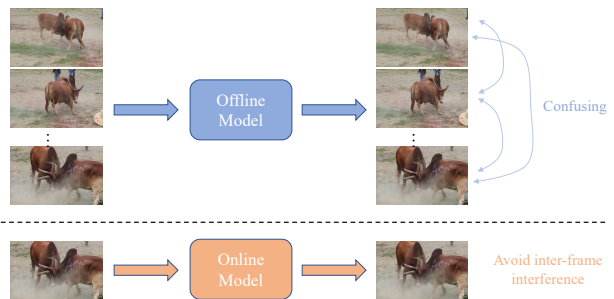 Offline
Model
Confusing
Online
Model
Avoid inter-frame
interference